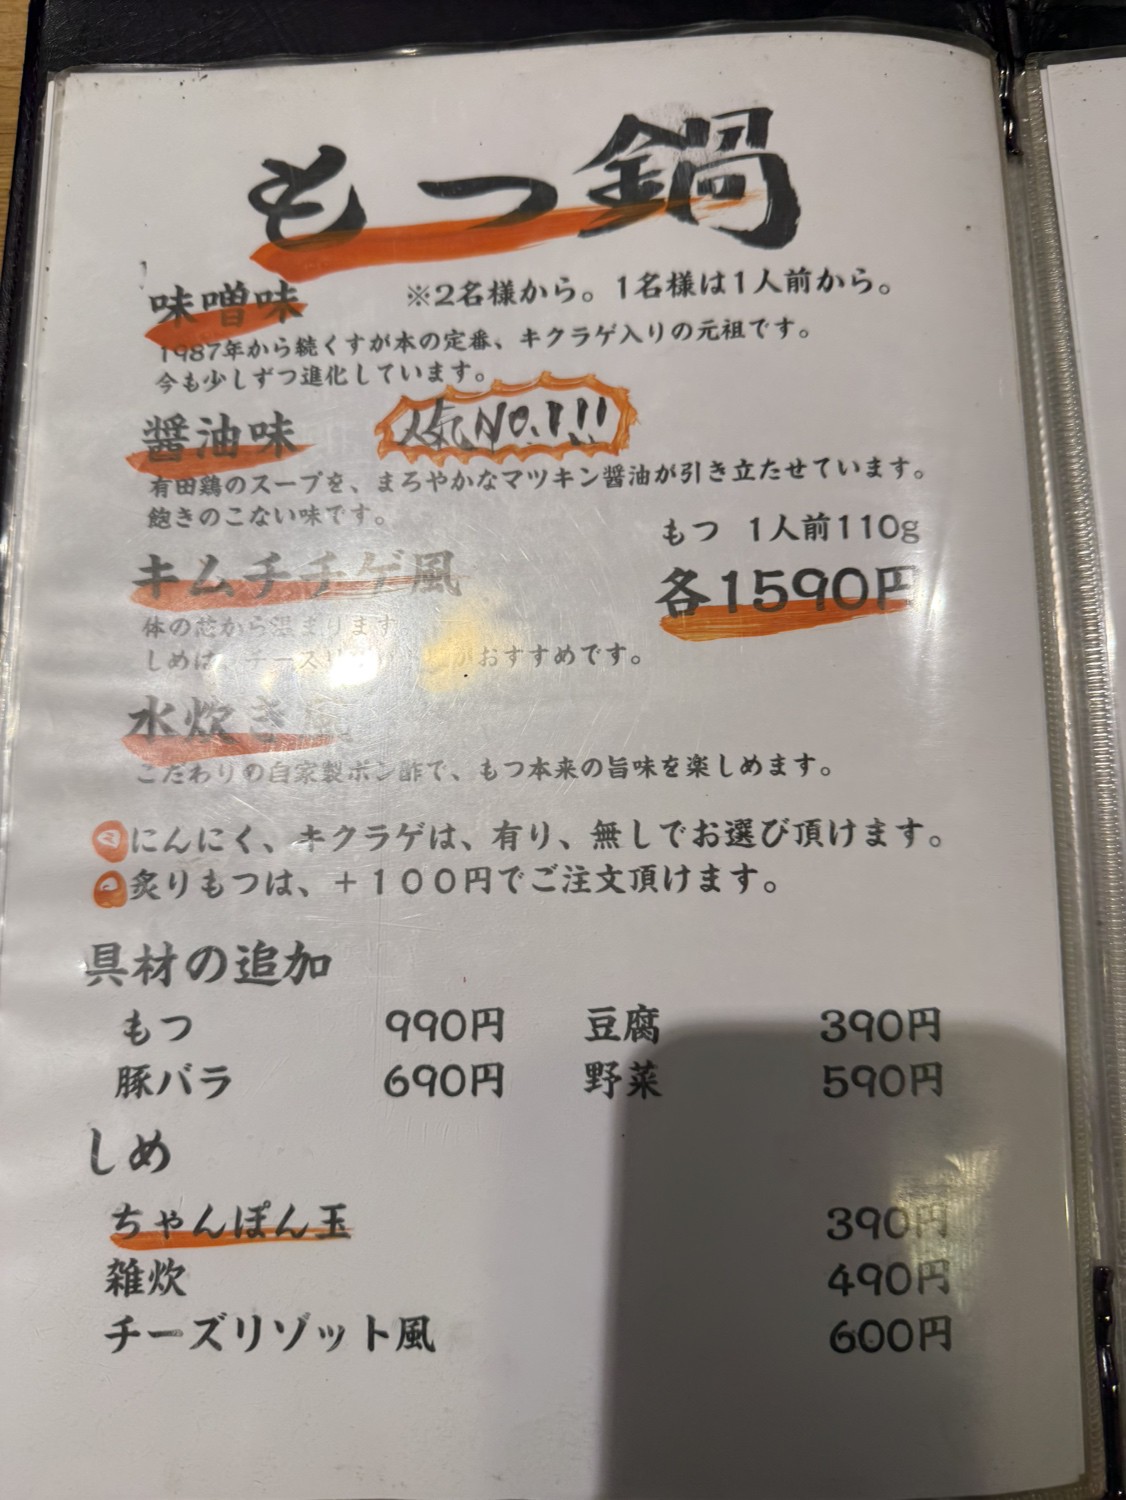 もつ鍋
味噌味 ※2名様から。1名様は1人前から。
1987年から続くすが本の定番、キクラゲ入りの元祖です。
今も少しずつ進化しています。
醤油味 人気NO.1!!!
有田鶏のスープを、まろやかなマツキン醤油が引き立たせています。
飽きのこない味です。
もつ 1人前110g
キムチチゲ風 各1590円
体の芯から温まります
しめは、チーズリ がおすすめです。
水炊き風
こだわりの自家製ポン酢で、もつ本来の旨味を楽しめます。
にんにく、キクラゲは、有り、無しでお選び頂けます。
炙りもつは、+100円でご注文頂けます。
具材の追加
もつ 990円 豆腐 390円
豚バラ 690円 野菜 590円
しめ
ちゃんぽん玉 390円
雑炊 490円
チーズリゾット風 600円